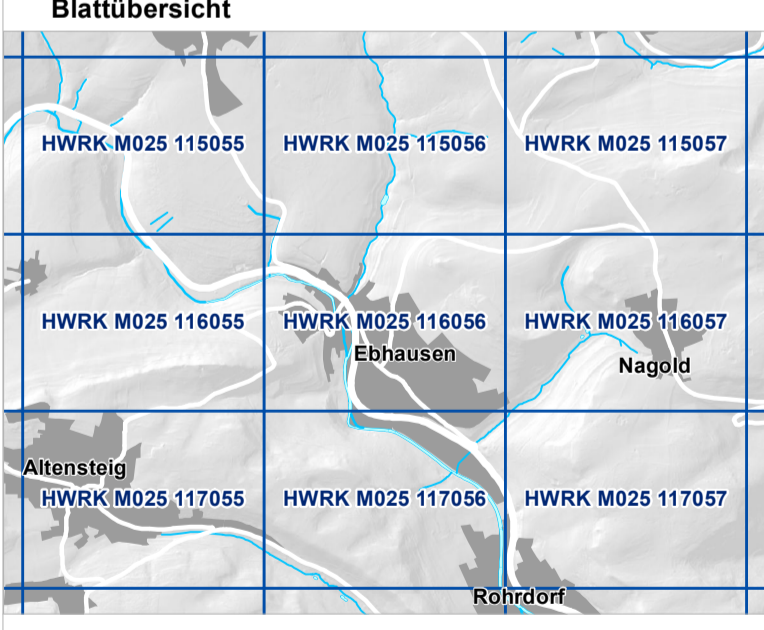 Blattübersicht
HWRK M025 115055
HWRK M025 115056
HWRK M025 115057
HWRK M025 116055
HWRK M025 116056
HWRK M025 116057
Ebhausen
Nagold
Altensteig
HWRK M025 117055
HWRK M025 117056
HWRK M025 117057
Rohrdorf